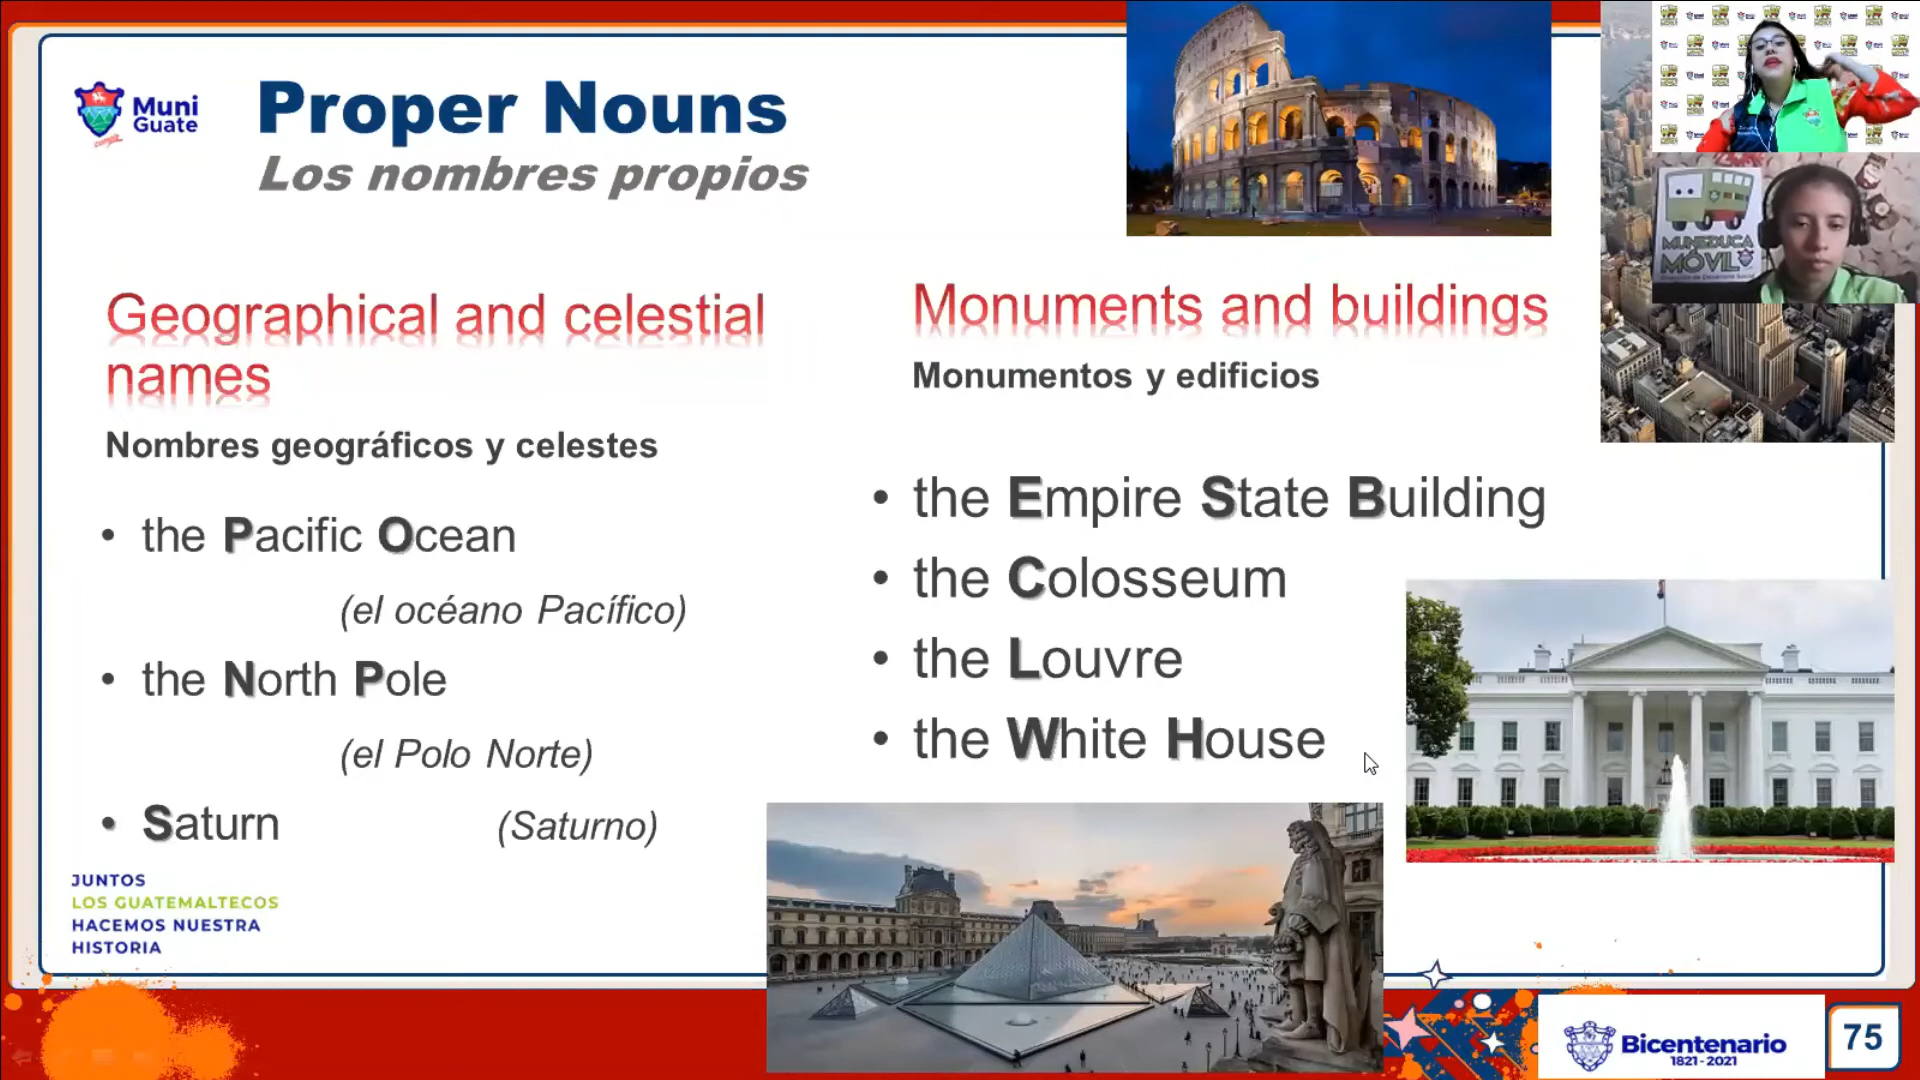 Muni
Guate
Proper Nouns
Los nombres propios
Geographical and celestial
names
Nombres geográficos y celestes
• the Pacific Ocean
(el océano Pacífico)
• the North Pole
(el Polo Norte)
• Saturn (Saturno)
Monuments and buildings
Monumentos y edificios
• the Empire State Building
• the Colosseum
• the Louvre
• the White House
MUNIEDUCA
MÓVIL
JUNTOS
LOS GUATEMALTECOS
HACEMOS NUESTRA
HISTORIA
Bicentenario
1821-2021
75